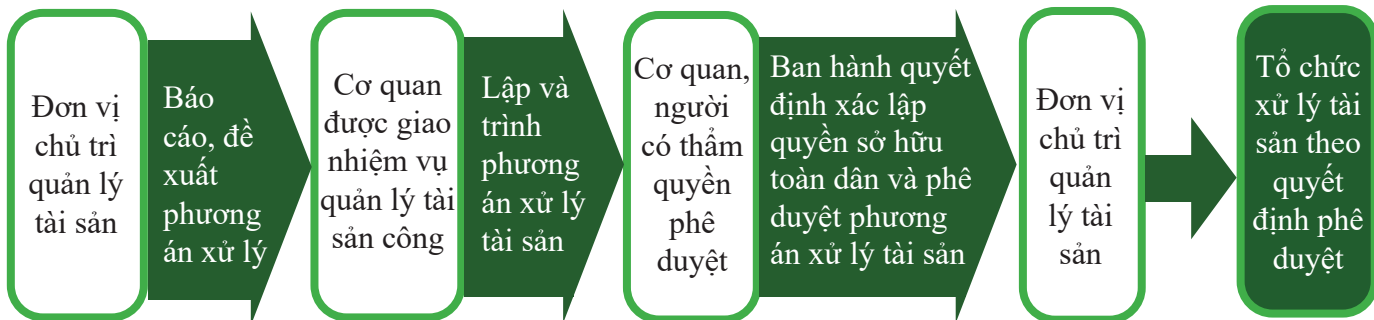 Đơn vị
chủ trì
quản lý
tài sản
Báo
cáo, đề
xuất
phương
án xử lý
Cơ quan
được giao
nhiệm vụ
quản lý tài
sản công
Lập và
trình
phương
án xử lý
tài sản
Cơ quan,
người
có thẩm
quyền
phê
duyệt
Ban hành quyết
định xác lập
quyền sở hữu
toàn dân và phê
duyệt phương
án xử lý tài sản
Đơn vị
chủ trì
quản
lý tài
sản
Tổ chức
xử lý tài
sản theo
quyết
định phê
duyệt